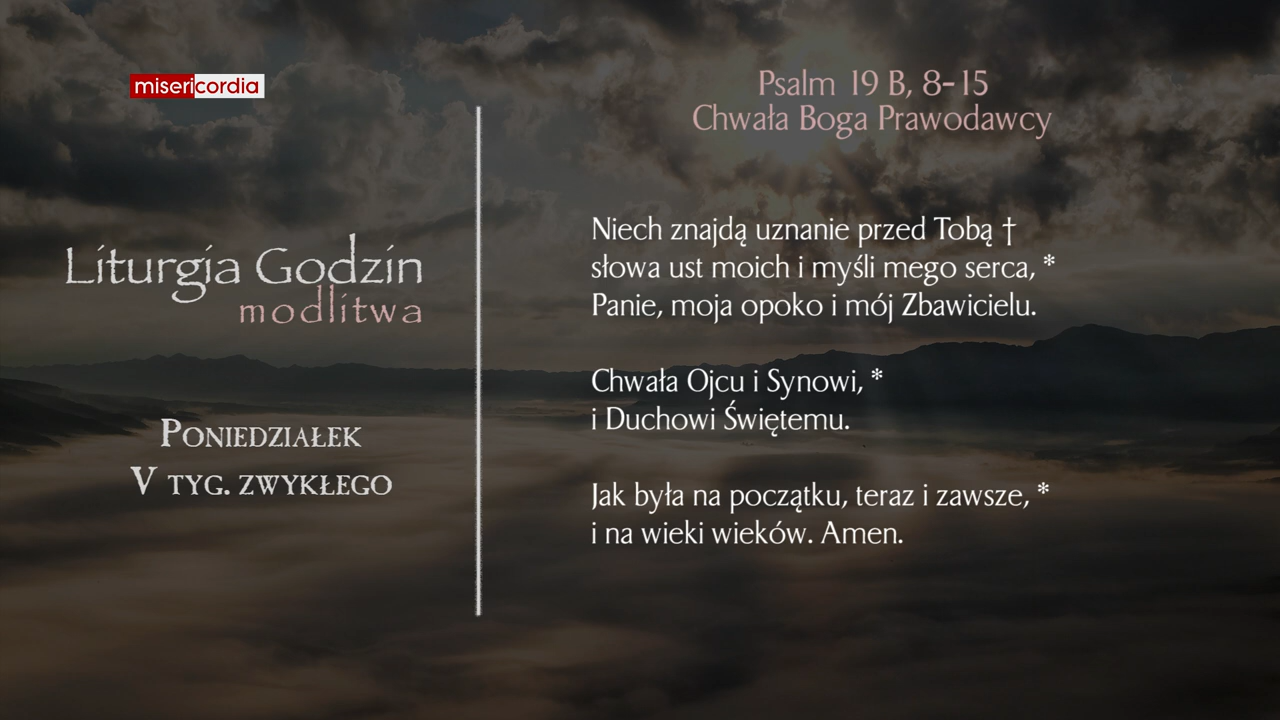 misericordia
Liturgia Godzin
modlitwa
Poniedziałek
V tyg. zwykłego
Psalm 19 B, 8-15
Chwała Boga Prawodawcy
Niech znajdą uznanie przed Tobą †
słowa ust moich i myśli mego serca, *
Panie, moja opoko i mój Zbawicielu.
Chwała Ojcu i Synowi, *
i Duchowi Świętemu.
Jak była na początku, teraz i zawsze, *
i na wieki wieków. Amen.